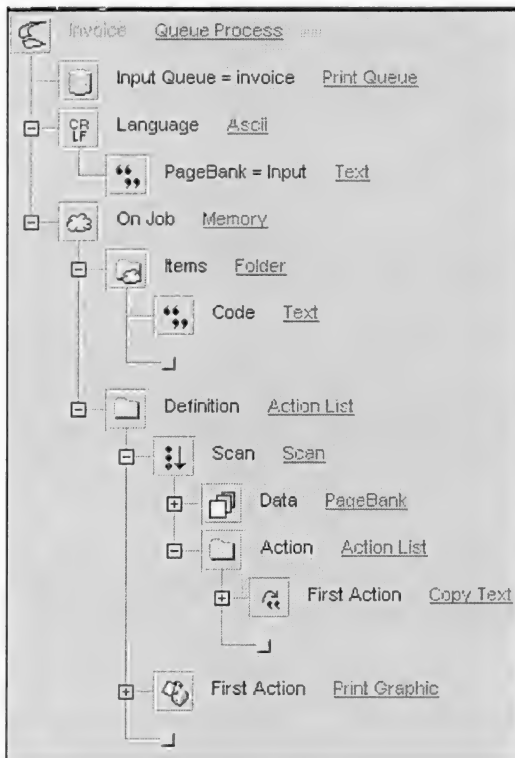 Invoice Queue Process
Input Queue = invoice Print Queue
CR LF Language Ascii
PageBank = Input Text
On Job Memory
Items Folder
Code Text
Definition Action List
Scan Scan
Data PageBank
Action Action List
First Action Copy Text
First Action Print Graphic